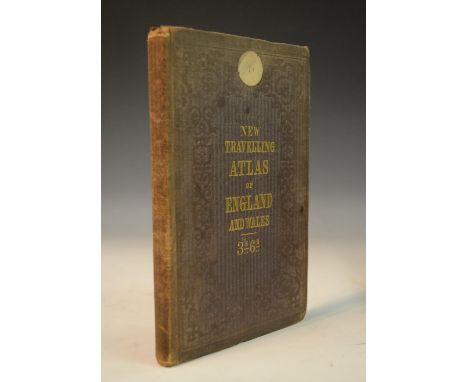 NEW
TRAVELLING
ATLAS
OF
ENGLAND
AND WALES
3s 6d